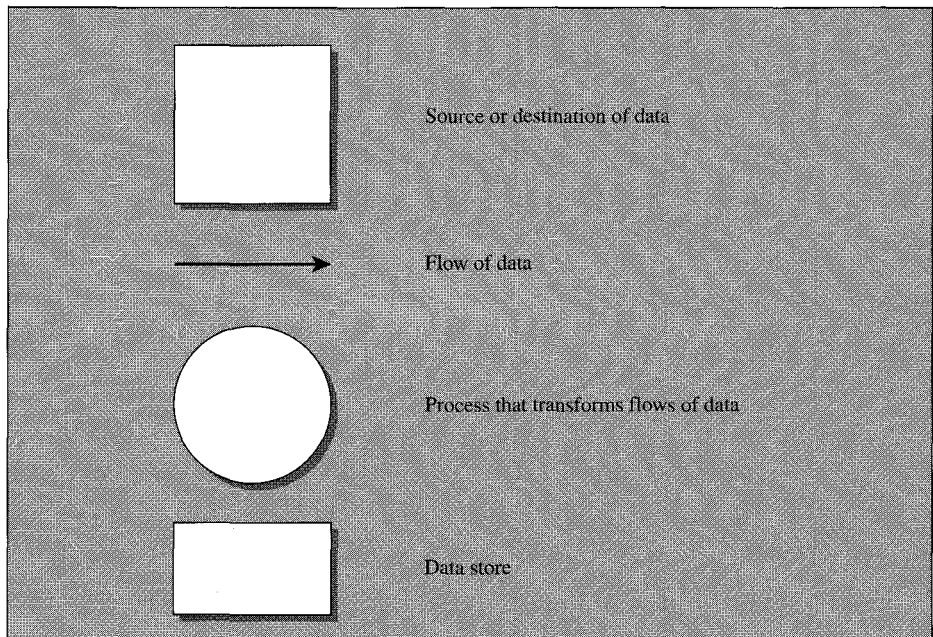 Source or destination of data
Flow of data
Process that transforms flows of data
Data store